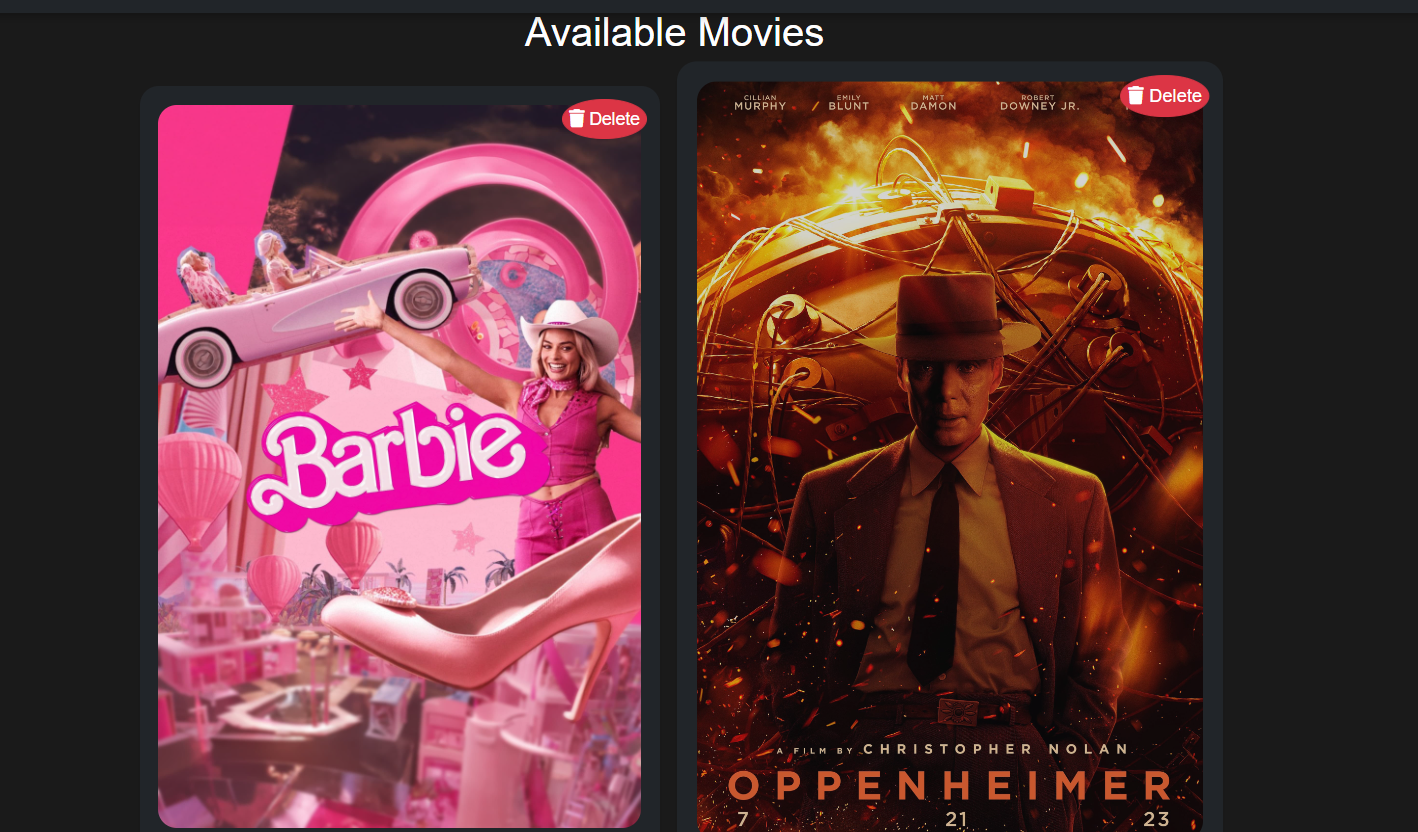 Available Movies
Delete
Barbie
Delete
CILLIAN MURPHY
EMILY BLUNT
MATT DAMON
ROBERT DOWNEY JR.
A FILM BY CHRISTOPHER NOLAN
OPPENHEIMER
7 21 23